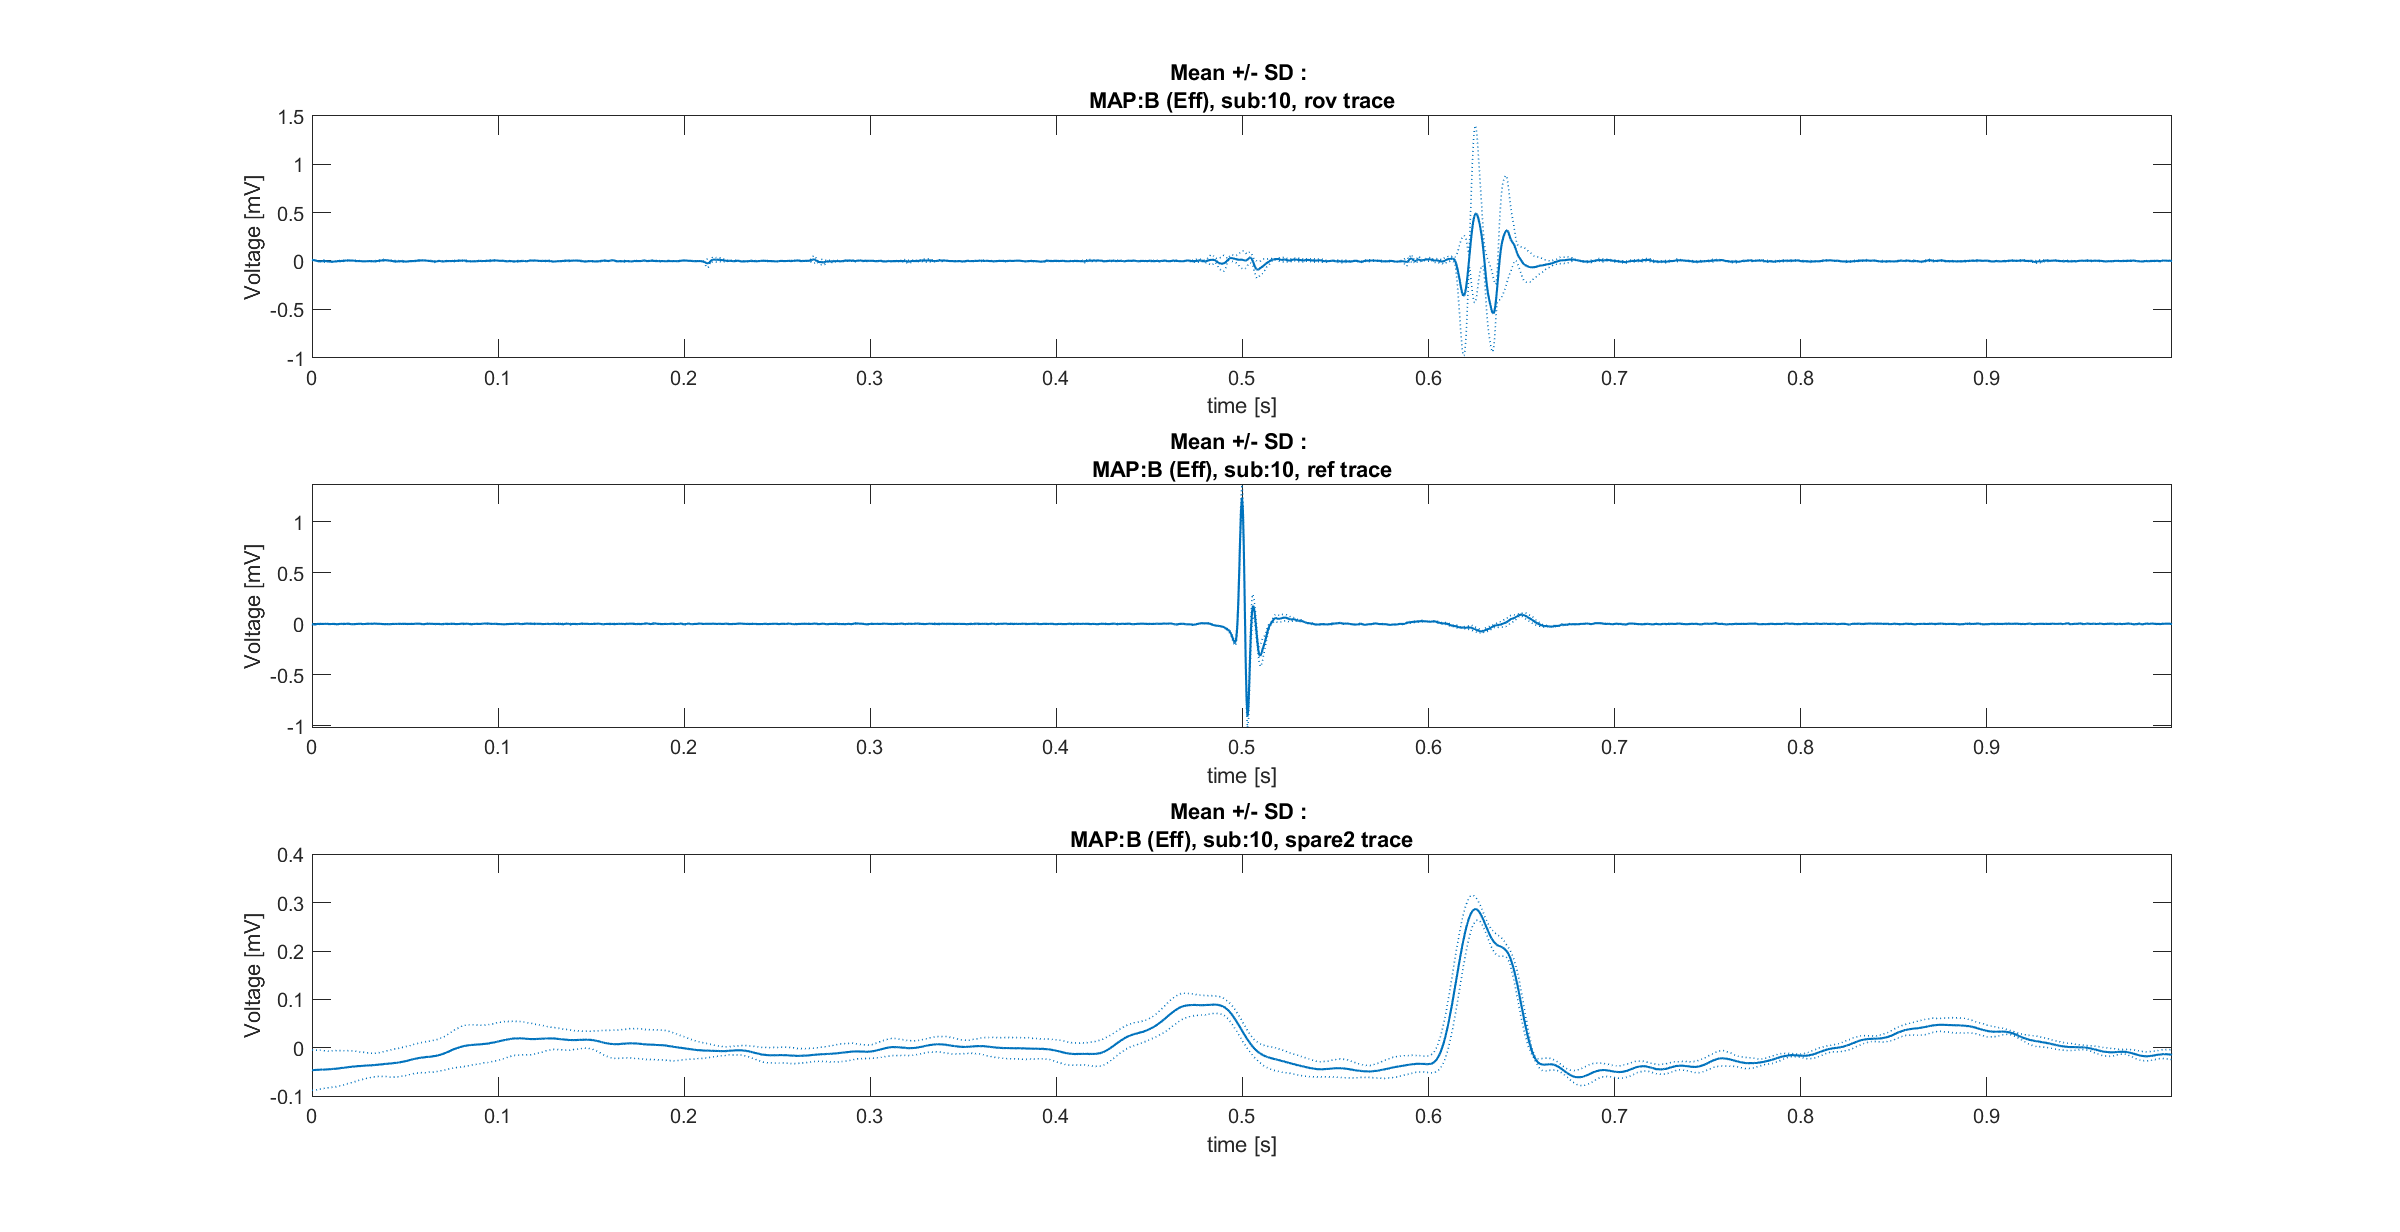 Mean +/- SD :
MAP:B (Eff), sub:10, rov trace
1.5
1
0.5
0
-0.5
-1
Voltage [mV]
0 0.1 0.2 0.3 0.4 0.5 0.6 0.7 0.8 0.9
time [s]
Mean +/- SD :
MAP:B (Eff), sub:10, ref trace
1
0.5
0
-0.5
-1
Voltage [mV]
0 0.1 0.2 0.3 0.4 0.5 0.6 0.7 0.8 0.9
time [s]
Mean +/- SD :
MAP:B (Eff), sub:10, spare2 trace
0.4
0.3
0.2
0.1
0
-0.1
Voltage [mV]
0 0.1 0.2 0.3 0.4 0.5 0.6 0.7 0.8 0.9
time [s]